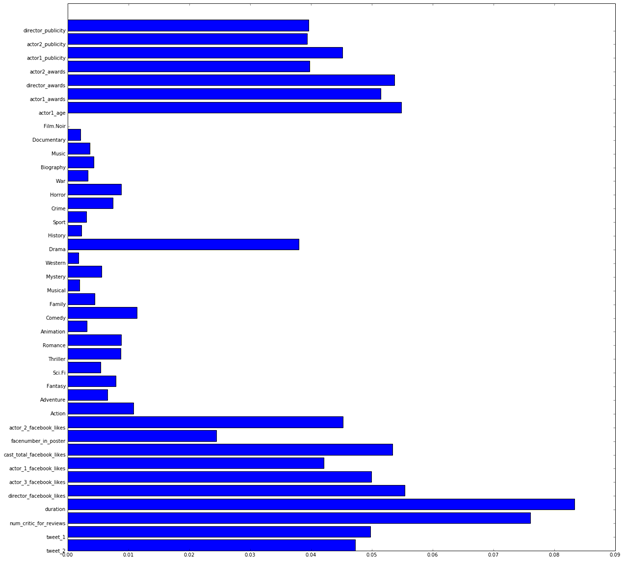 director_publicity
actor2_publicity
actor1_publicity
actor2_awards
director_awards
actor1_awards
actor1_age
Film.Noir
Documentary
Music
Biography
War
Horror
Crime
Sport
History
Drama
Western
Mystery
Musical
Family
Comedy
Animation
Romance
Thriller
Sci.Fi
Fantasy
Adventure
Action
actor_2_facebook_likes
facenumber_in_poster
cast_total_facebook_likes
actor_1_facebook_likes
actor_3_facebook_likes
director_facebook_likes
duration
num_critic_for_reviews
tweet_1
tweet_2
0.00 0.01 0.02 0.03 0.04 0.05 0.06 0.07 0.08 0.09